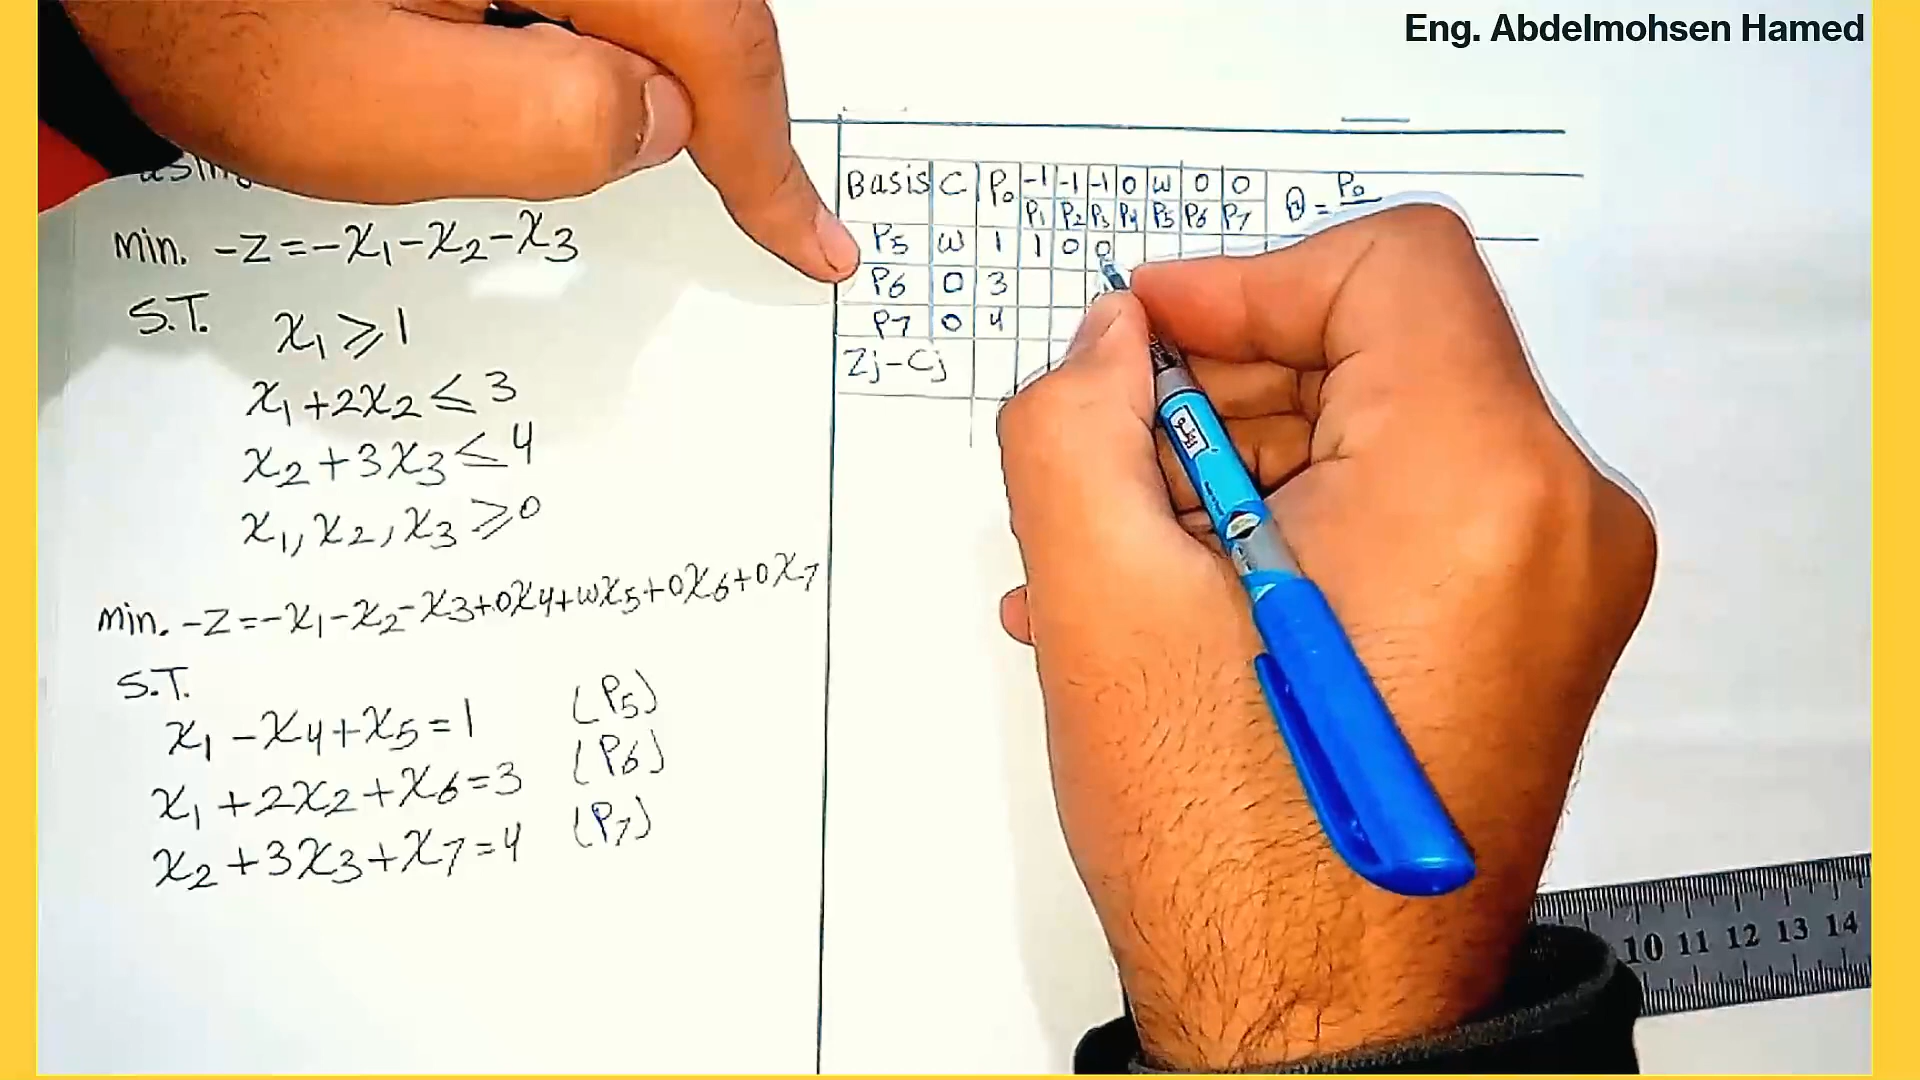 Eng. Abdelmohsen Hamed
min. -Z=-x₁-x₂-x₃
S.T.
x₁⩾1
x₁+2x₂≤3
x₂+3x₃≤4
x₁,x₂,x₃⩾0
min. -Z=-x₁-x₂-x₃+0x₄+wx₅+0x₆+0x₇
S.T.
x₁-x₄+x₅=1 (P₅)
x₁+2x₂+x₆=3 (P₆)
x₂+3x₃+x₇=4 (P₇)
Basis C P₀ -1 -1 -1 0 w 0 0 Θ=P₀
P₁ P₂ P₃ P₄ P₅ P₆ P₇
P5 w 1 1 0 0
P6 0 3
P7 0 4
Zj-Cj
10 11 12 13 14